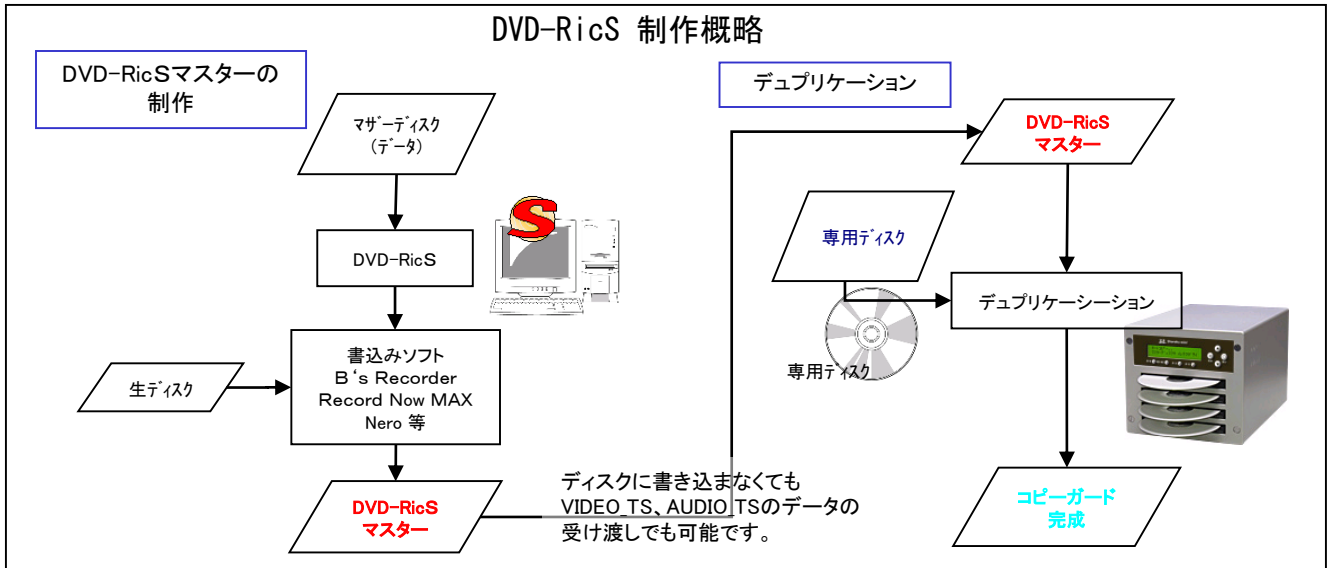 DVD-RicS 制作概略
DVD-RicSマスターの
制作
マザーディスク
(データ)
DVD-RicS
S
生ディスク
書込みソフト
B‘s Recorder
Record Now MAX
Nero 等
DVD-RicS
マスター
ディスクに書き込まなくても
VIDEO_TS、AUDIO_TSのデータの
受け渡しでも可能です。
デュプリケーション
DVD-RicS
マスター
専用ディスク
専用ディスク
デュプリケーシーション
コピーガード
完成